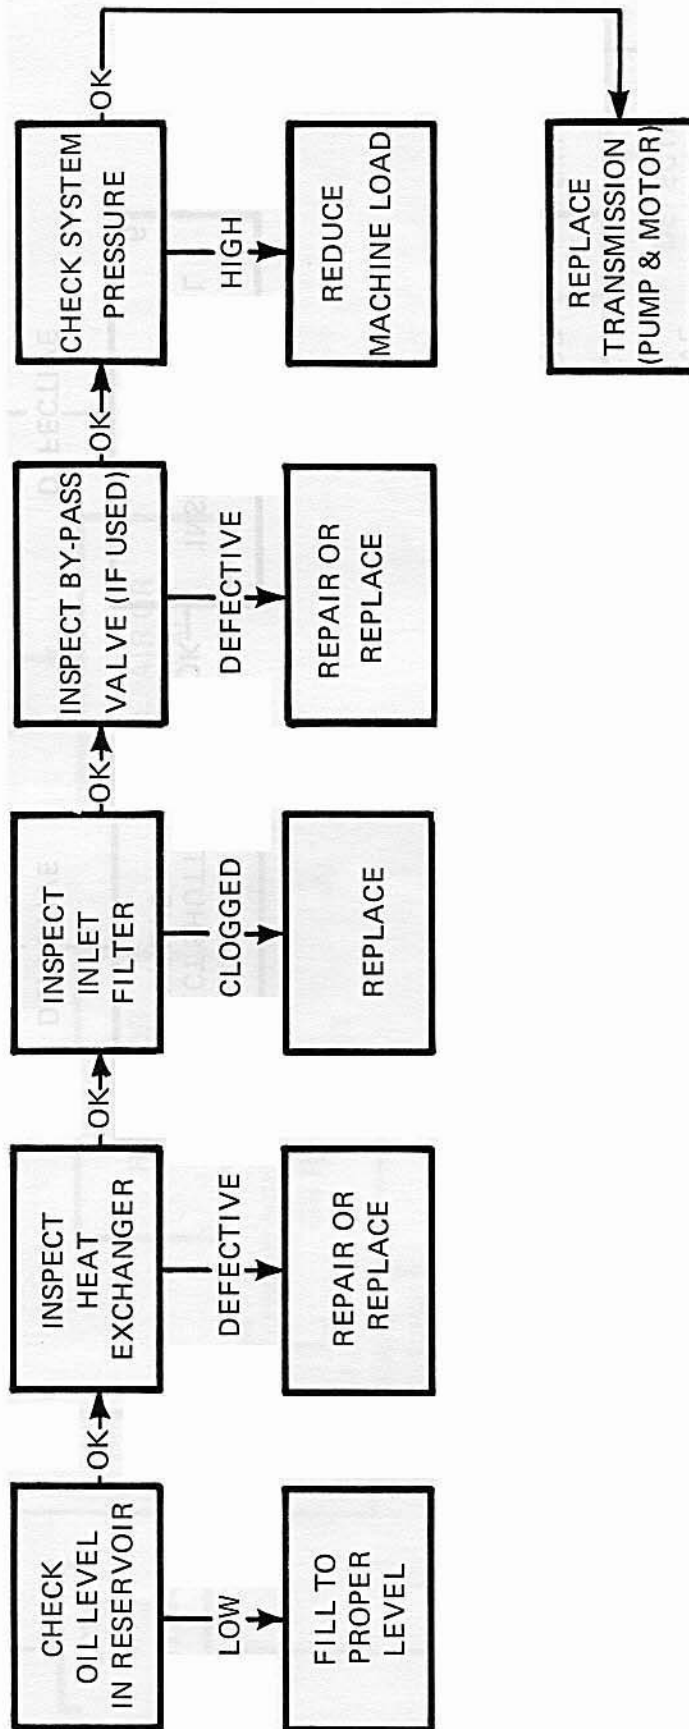 CHECK
OIL LEVEL
IN RESERVOIR
OK
LOW
FILL TO
PROPER
LEVEL
INSPECT
HEAT
EXCHANGER
OK
DEFECTIVE
REPAIR OR
REPLACE
INSPECT
INLET
FILTER
OK
CLOGGED
REPLACE
INSPECT BY-PASS
VALVE (IF USED)
OK
DEFECTIVE
REPAIR OR
REPLACE
CHECK SYSTEM
PRESSURE
OK
HIGH
REDUCE
MACHINE LOAD
REPLACE
TRANSMISSION
(PUMP & MOTOR)